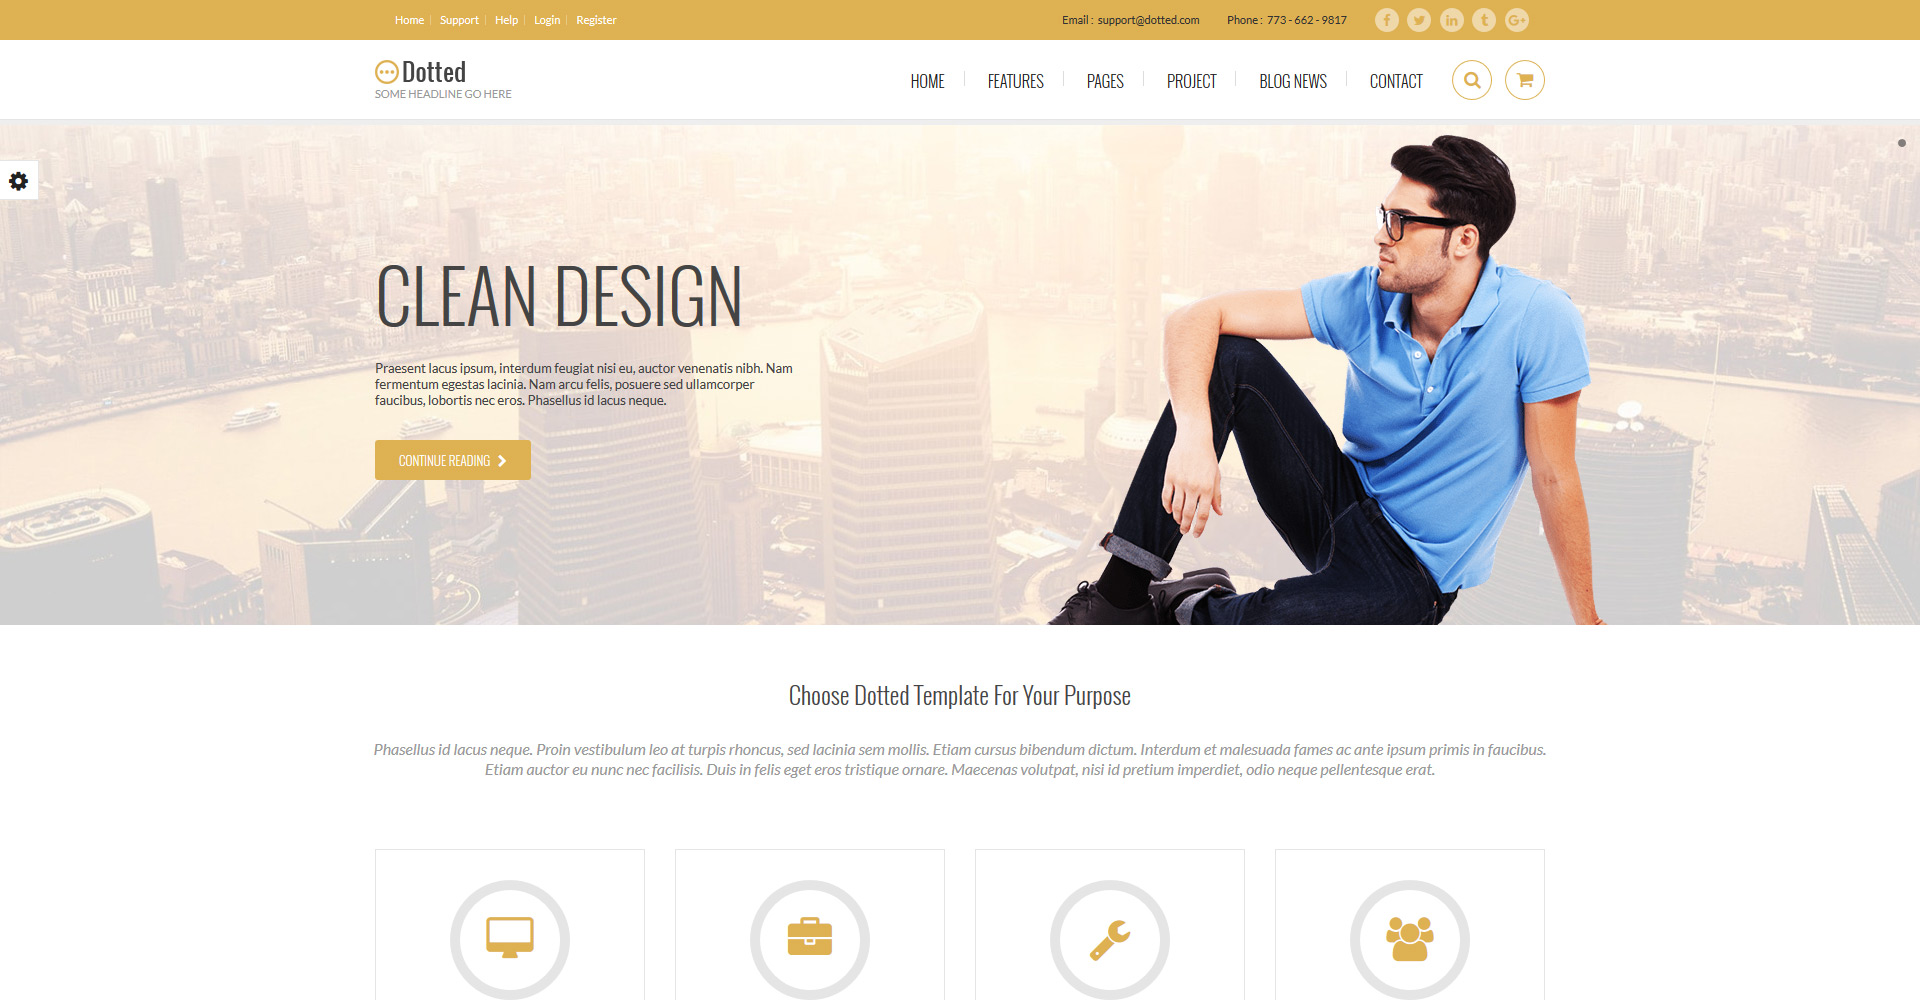 Home Support Help Login Register
Email : support@dotted.com Phone : 773 - 662 - 9817
Dotted
SOME HEADLINE GO HERE
HOME FEATURES PAGES PROJECT BLOG NEWS CONTACT
CLEAN DESIGN
Praesent lacus ipsum, interdum feugiat nisi eu, auctor venenatis nibh. Nam
fermentum egestas lacinia. Nam arcu felis, posuere sed ullamcorper
faucibus, lobortis nec eros. Phasellus id lacus neque.
CONTINUE READING
Choose Dotted Template For Your Purpose
Phasellus id lacus neque. Proin vestibulum leo at turpis rhoncus, sed lacinia sem mollis. Etiam cursus bibendum dictum. Interdum et malesuada fames ac ante ipsum primis in faucibus.
Etiam auctor eu nunc nec facilisis. Duis in felis eget eros tristique ornare. Maecenas volutpat, nisi id pretium imperdiet, odio neque pellentesque erat.